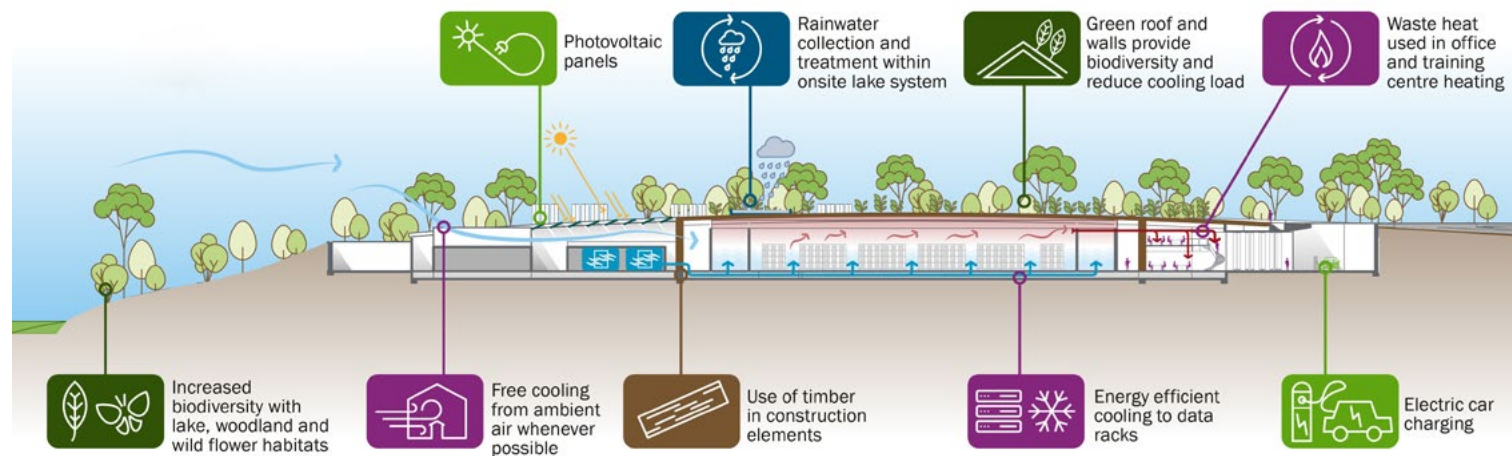 Photovoltaic
panels
Rainwater
collection and
treatment within
onsite lake system
Green roof and
walls provide
biodiversity and
reduce cooling load
Waste heat
used in office
and training
centre heating
Increased
biodiversity with
lake, woodland and
wild flower habitats
Free cooling
from ambient
air whenever
possible
Use of timber
in construction
elements
Energy efficient
cooling to data
racks
Electric car
charging